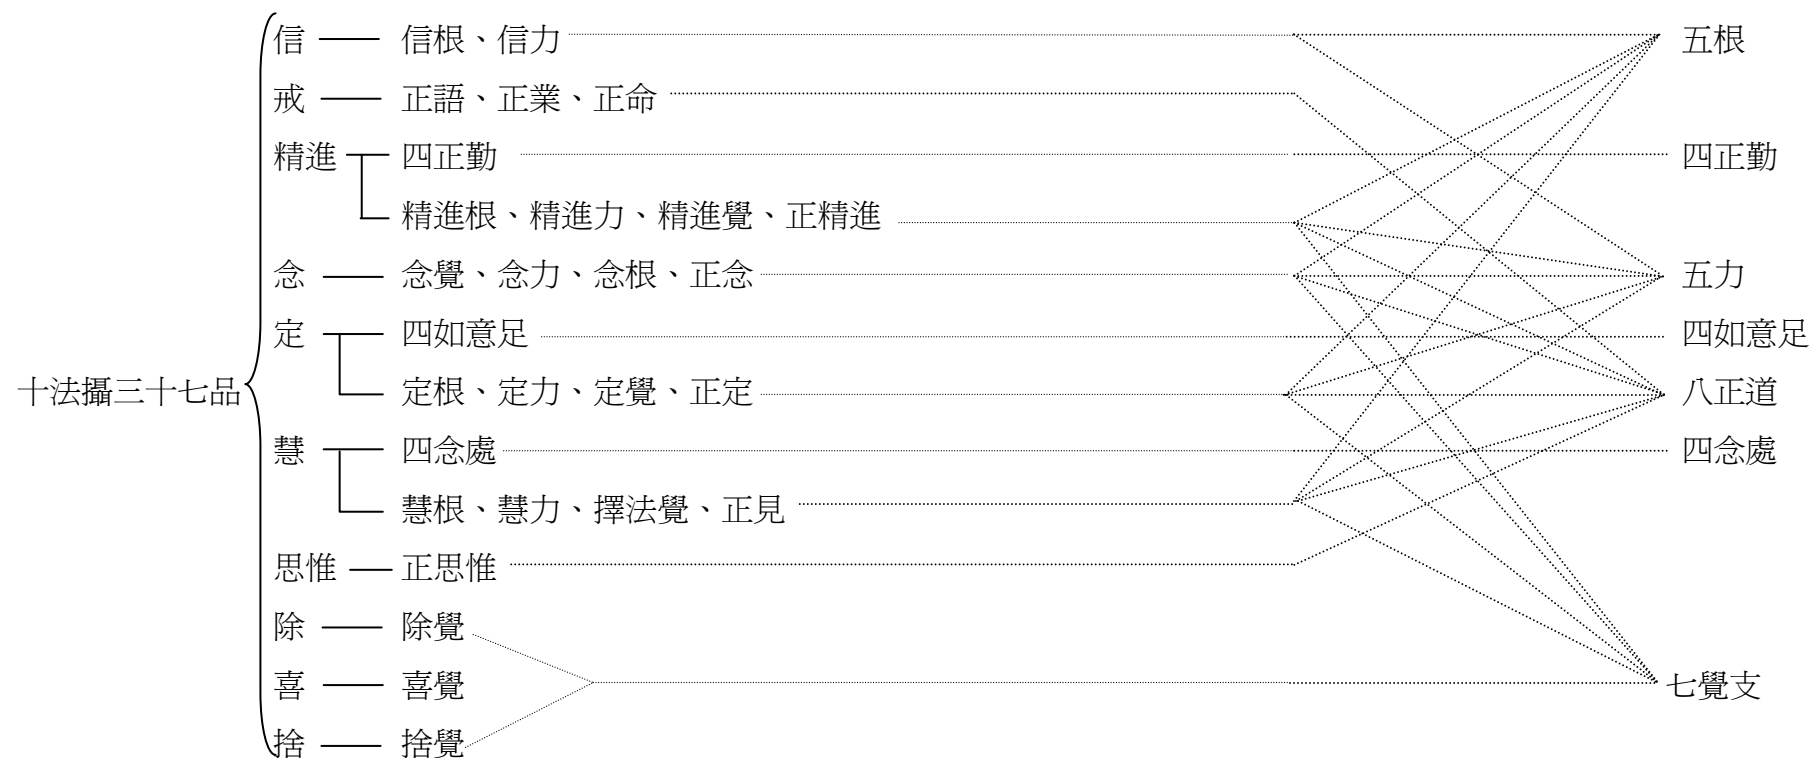 信 信根、信力 五根
戒 正語、正業、正命
精進 四正勤 四正勤
精進根、精進力、精進覺、正精進
念 念覺、念力、念根、正念 五力
定 四如意足 四如意足
十法攝三十七品 定根、定力、定覺、正定 八正道
慧 四念處 四念處
慧根、慧力、擇法覺、正見
思惟 正思惟
除 除覺
喜 喜覺 七覺支
捨 捨覺